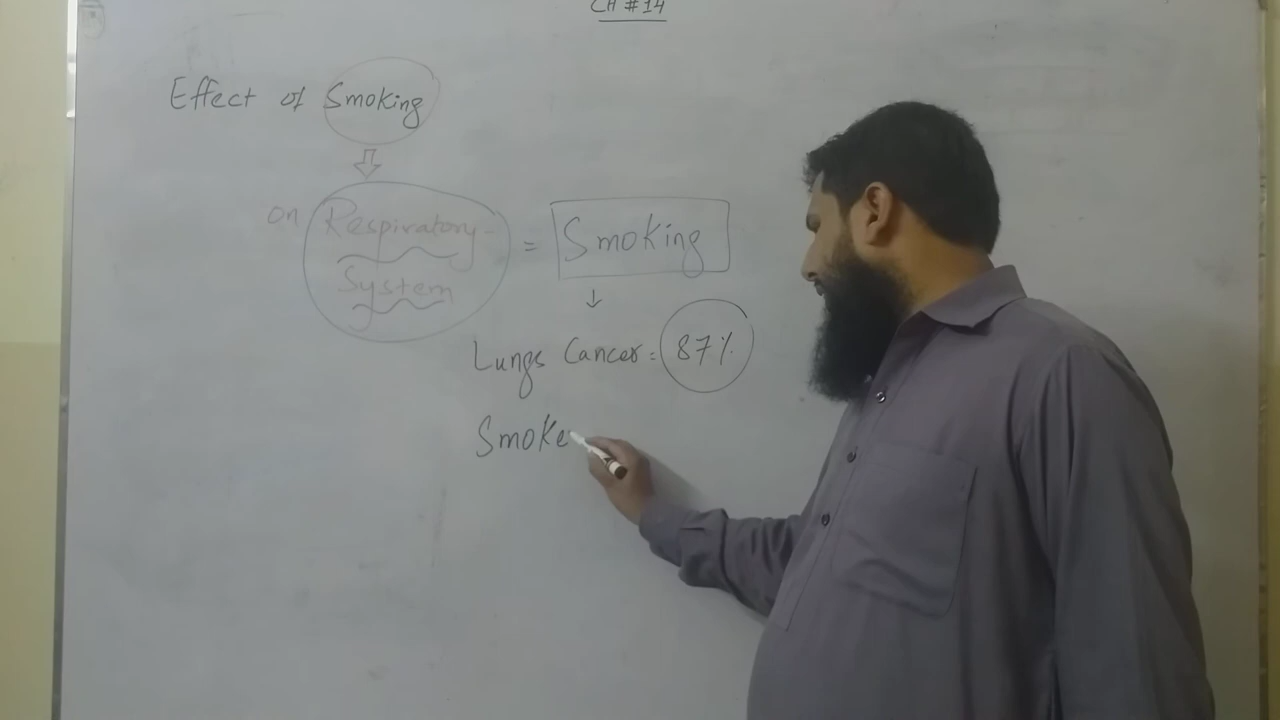 CH # 14
Effect of Smoking
on Respiratory = Smoking
System
Lungs Cancer = 87%
Smoke